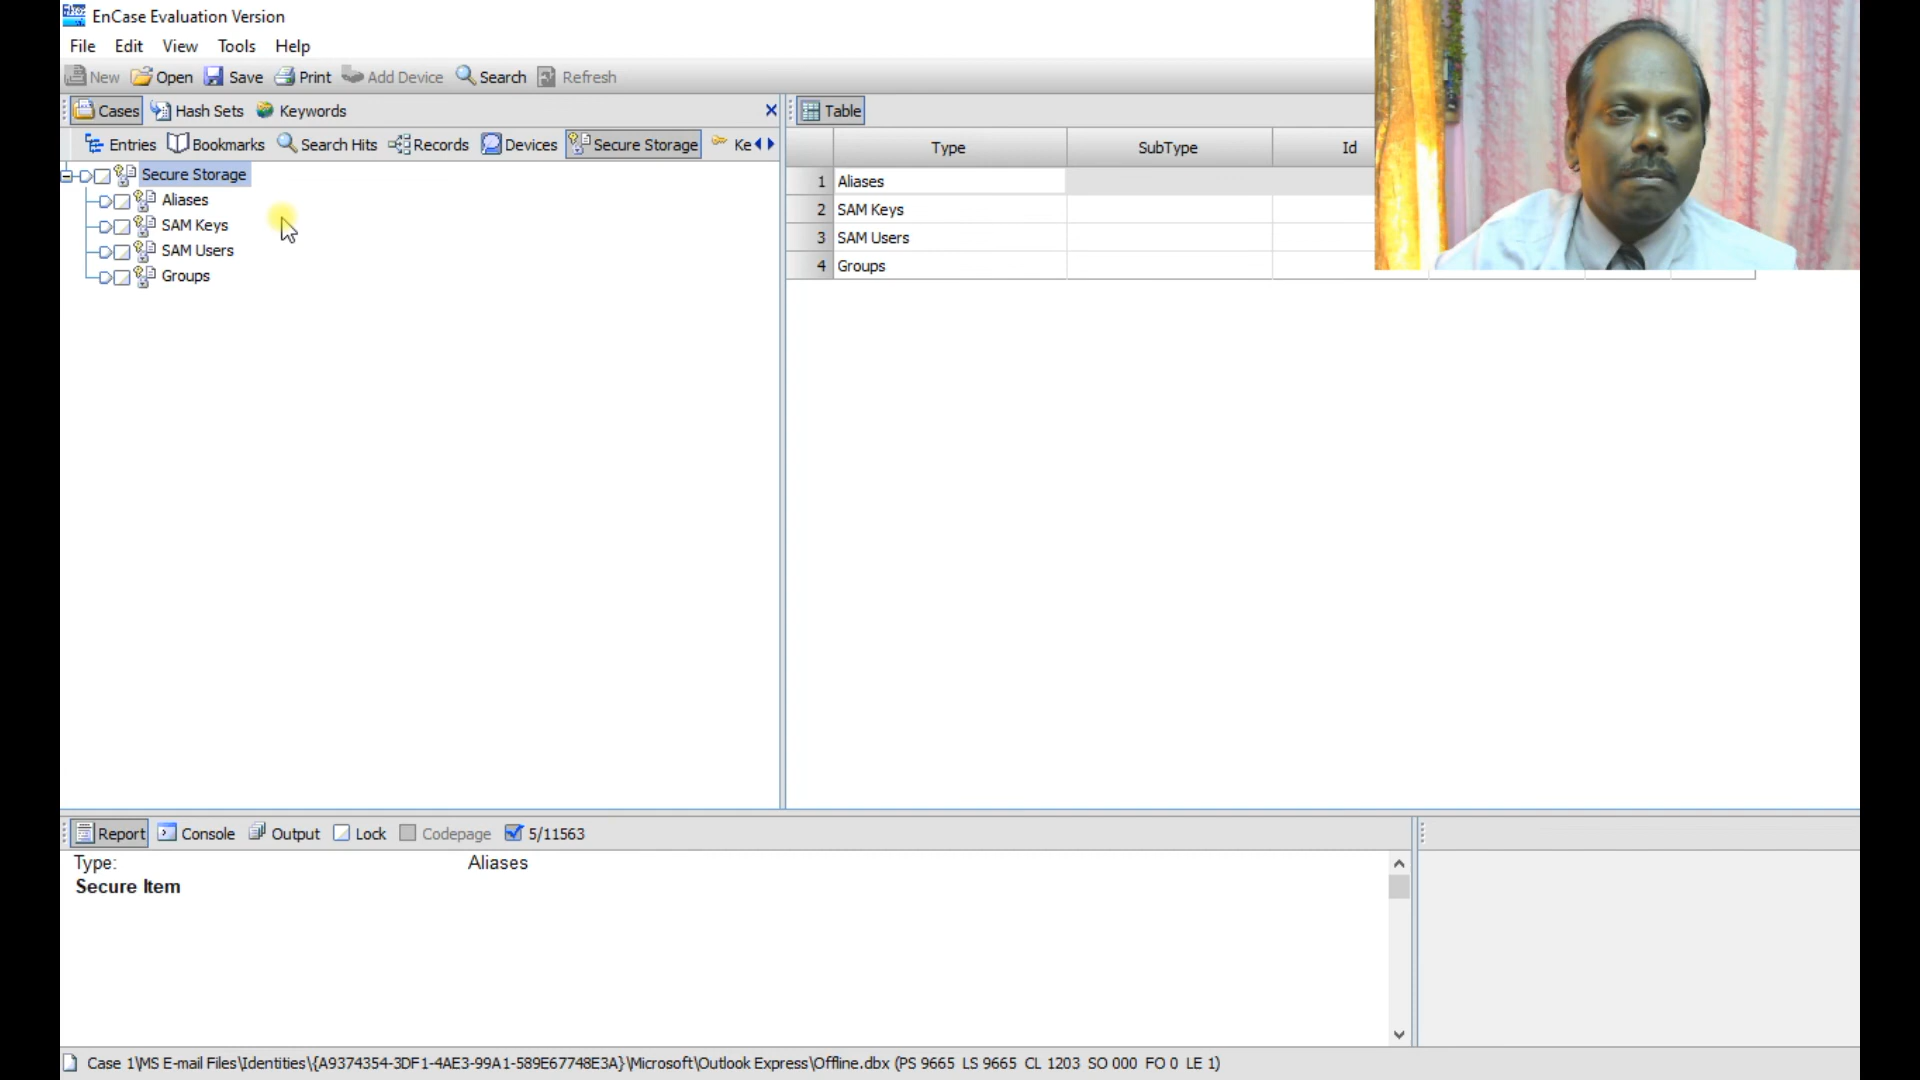 EnCase Evaluation Version
File Edit View Tools Help
New Open Save Print Add Device Search Refresh
Cases Hash Sets Keywords
Entries Bookmarks Search Hits Records Devices Secure Storage Ke
Secure Storage
Aliases
SAM Keys
SAM Users
Groups
Table
Type SubType Id
1 Aliases
2 SAM Keys
3 SAM Users
4 Groups
Report Console Output Lock Codepage 5/11563
Type: Aliases
Secure Item
Case 1\MS E-mail Files\Identities\{A9374354-3DF1-4AE3-99A1-589E67748E3A}\Microsoft\Outlook Express\Offline.dbx (PS 9665 LS 9665 CL 1203 SO 000 FO 0 LE 1)